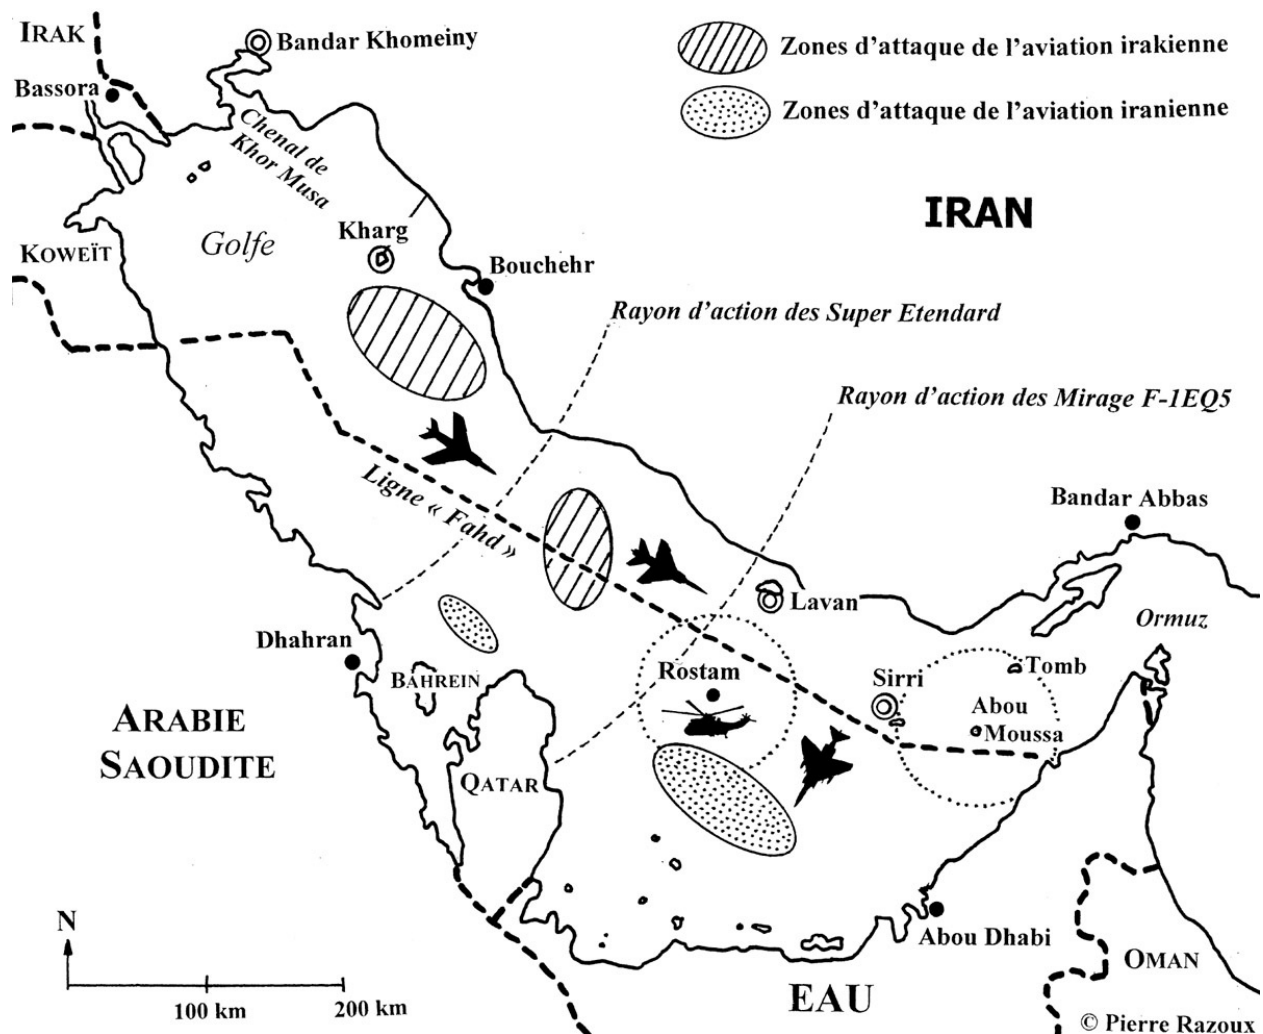 IRAK
Bandar Khomeiny
Zones d'attaque de l'aviation irakienne
Bassora
Zones d'attaque de l'aviation iranienne
Chenal de
Khor Musa
IRAN
Kharg
Golfe
KOWEÏT
Bouchehr
Rayon d'action des Super Etendard
Rayon d'action des Mirage F-1EQ5
Ligne « Fahd »
Bandar Abbas
Lavan
Ormuz
Dhahran
BAHREIN
Rostam
Sirri
Tomb
Abou
Moussa
ARABIE
SAOUDITE
QATAR
N
Abou Dhabi
OMAN
EAU
100 km
200 km
© Pierre Razoux